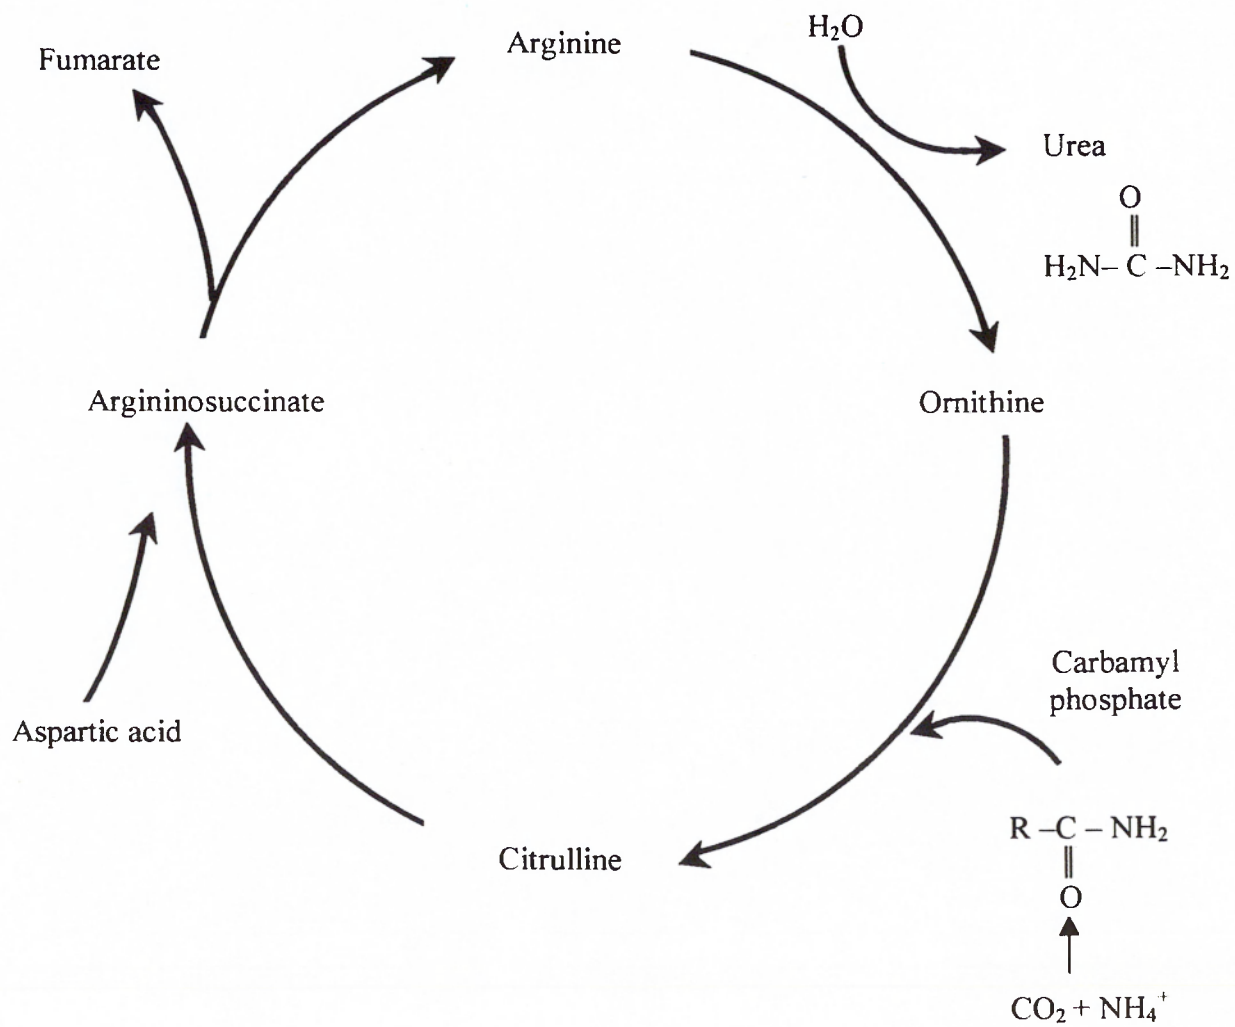 H₂O
Arginine
Fumarate
Urea
O
H₂N– C –NH₂
Argininosuccinate
Ornithine
Carbamyl
phosphate
Aspartic acid
R –C – NH₂
O
Citrulline
CO₂ + NH₄⁺